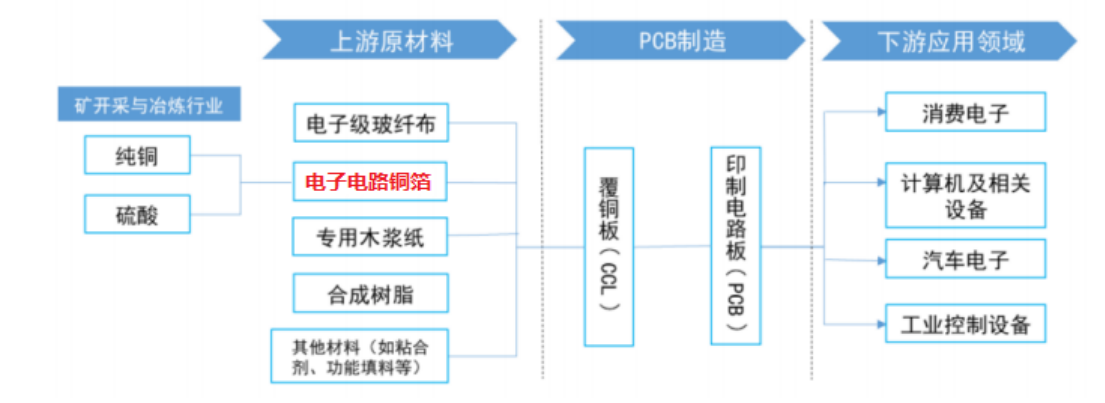 上游原材料
PCB制造
下游应用领域
矿开采与冶炼行业
纯铜
硫酸
电子级玻纤布
电子电路铜箔
专用木浆纸
合成树脂
其他材料（如粘合
剂、功能填料等）
覆铜板（CCL）
印制电路板（PCB）
消费电子
计算机及相关
设备
汽车电子
工业控制设备